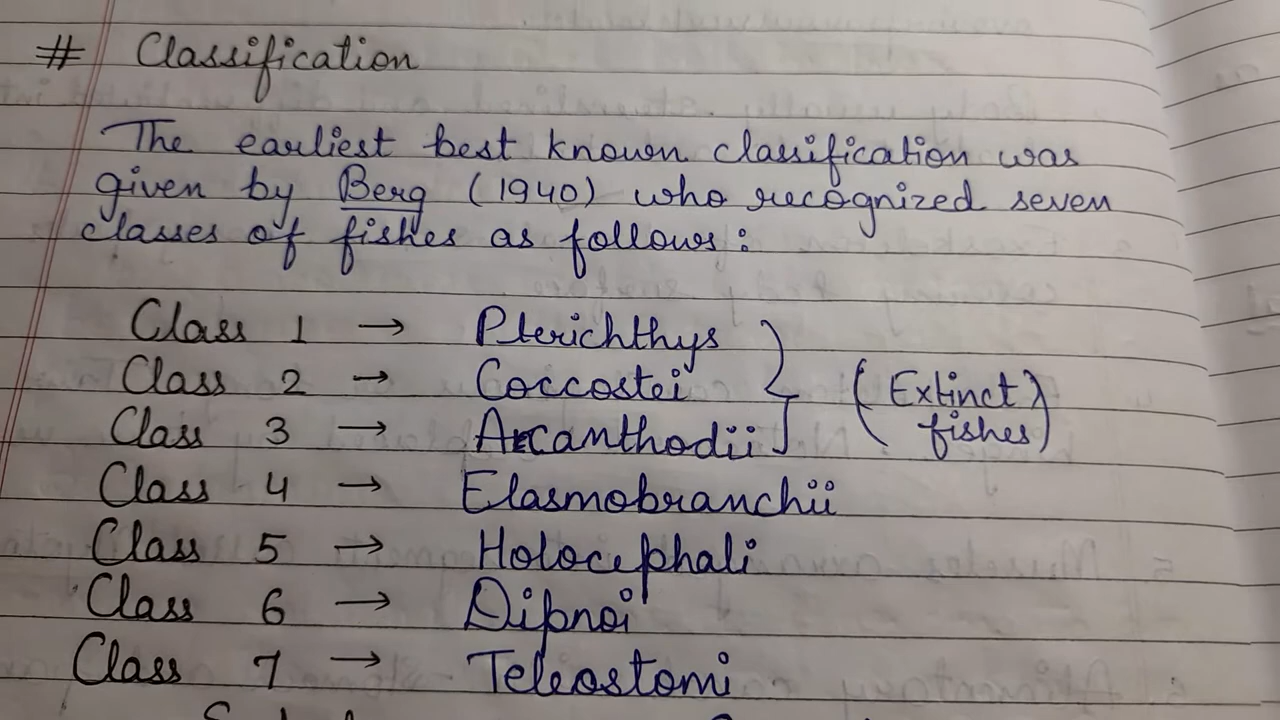 # Classification
The earliest best known classification was
given by Berg (1940) who recognized seven
classes of fishes as follows:
Class 1 → Pterichthys
Class 2 → Coccostei
(Extinct fishes)
Class 3 → Acanthodii
Class 4 → Elasmobranchii
Class 5 → Holocephali
Class 6 → Dipnoi
Class 7 → Teleostomi